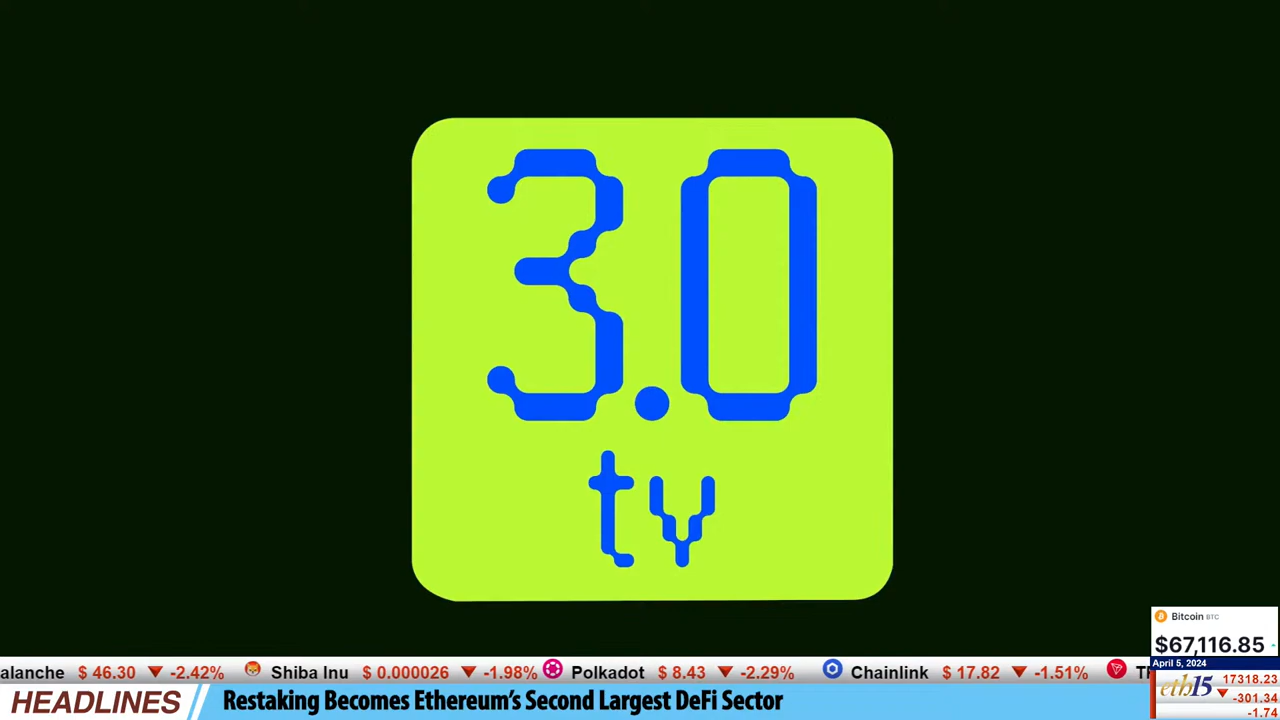 3.0
tv
Bitcoin BTC
$67,116.85
April 5, 2024
alanche $ 46.30 -2.42% Shiba Inu $ 0.000026 -1.98% Polkadot $ 8.43 -2.29% Chainlink $ 17.82 -1.51%
eth15 17318.23
-301.34
-1.74
HEADLINES Restaking Becomes Ethereum's Second Largest DeFi Sector